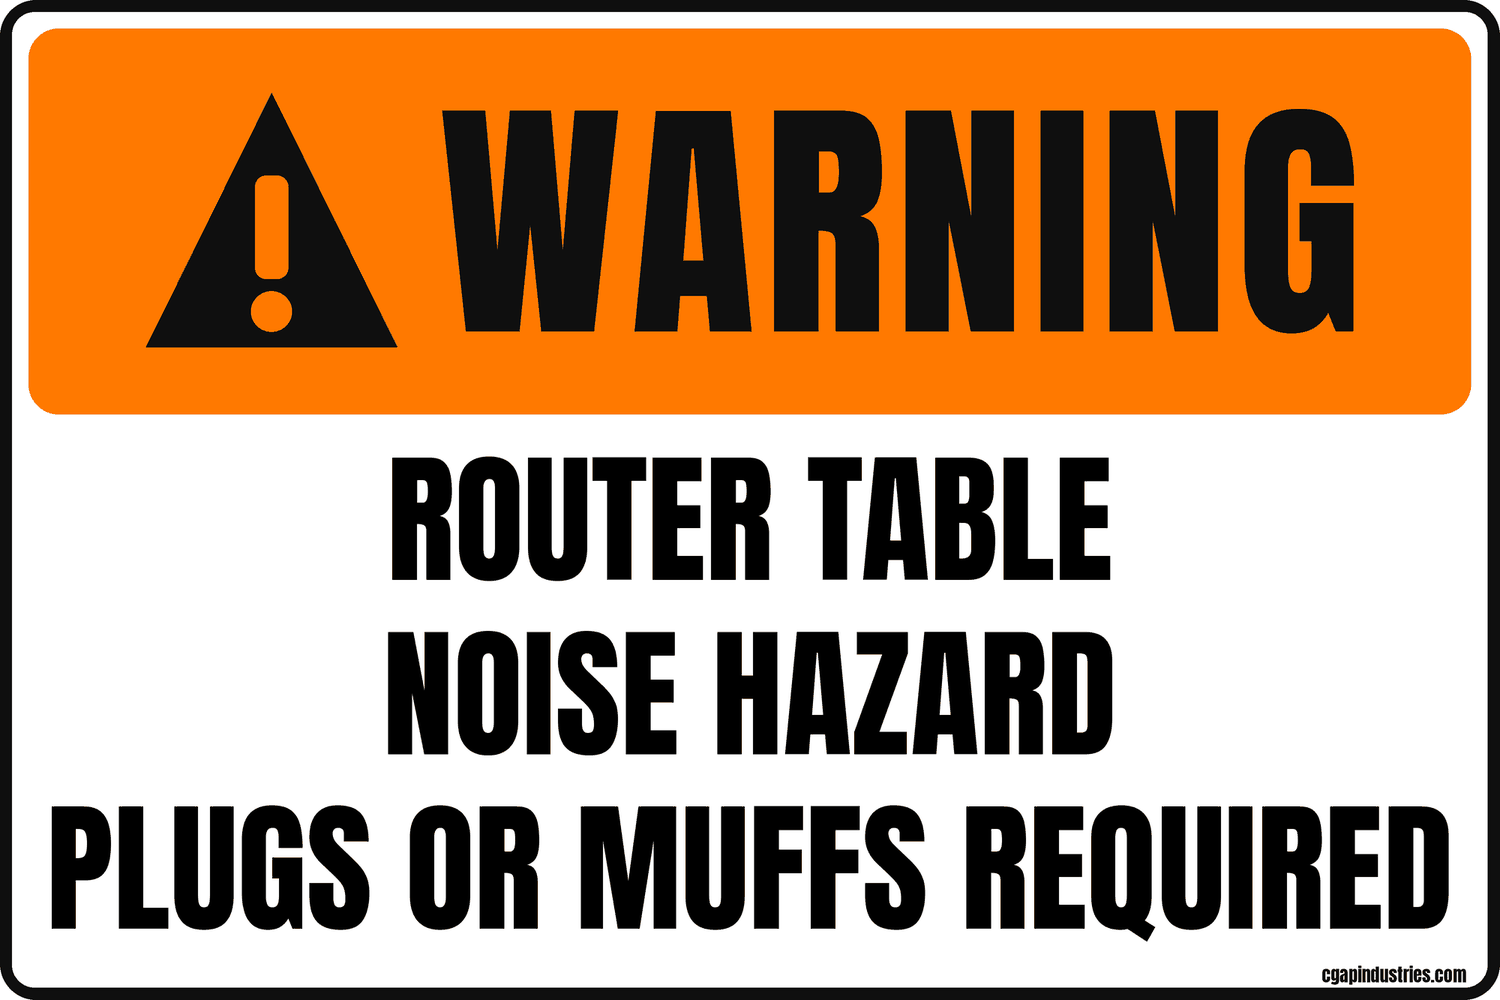 WARNING
ROUTER TABLE
NOISE HAZARD
PLUGS OR MUFFS REQUIRED
cgapindustries.com